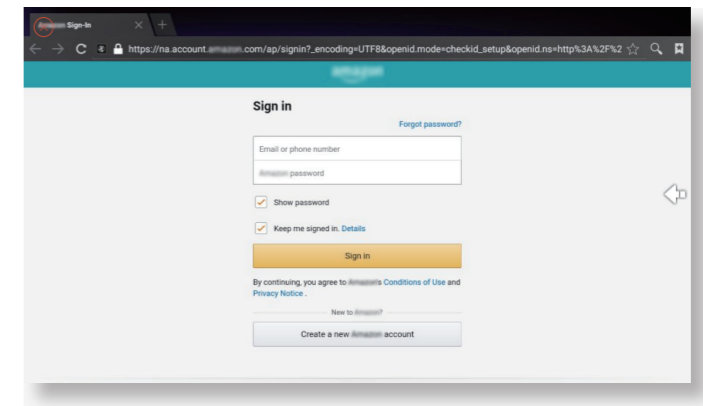 Sign-In
https://na.account. .com/ap/signin?_encoding=UTF8&openid.mode=checkid_setup&openid.ns=http%3A%2F%2
Sign in
Forgot password?
Email or phone number
password
Show password
Keep me signed in. Details
Sign in
By continuing, you agree to Conditions of Use and
Privacy Notice .
New to
Create a new account